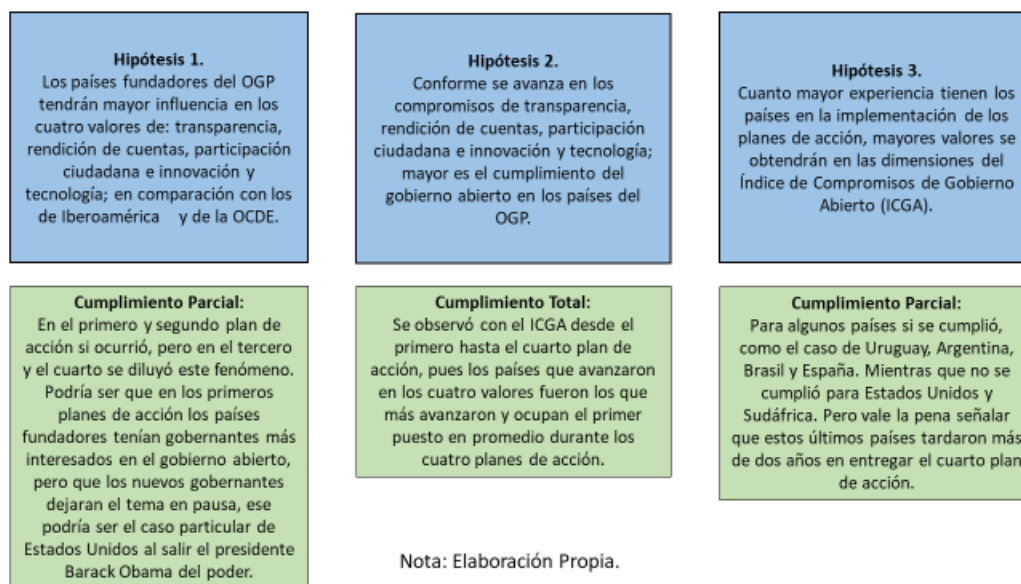 Hipótesis 1.
Los países fundadores del OGP
tendrán mayor influencia en los
cuatro valores de: transparencia,
rendición de cuentas, participación
ciudadana e innovación y
tecnología; en comparación con los
de Iberoamérica y de la OCDE.
Hipótesis 2.
Conforme se avanza en los
compromisos de transparencia,
rendición de cuentas, participación
ciudadana e innovación y tecnología;
mayor es el cumplimiento del
gobierno abierto en los países del
OGP.
Hipótesis 3.
Cuanto mayor experiencia tienen los
países en la implementación de los
planes de acción, mayores valores se
obtendrán en las dimensiones del
Índice de Compromisos de Gobierno
Abierto (ICGA).
Cumplimiento Parcial:
En el primero y segundo plan de
acción si ocurrió, pero en el tercero
y el cuarto se diluyó este fenómeno.
Podría ser que en los primeros
planes de acción los países
fundadores tenían gobernantes más
interesados en el gobierno abierto,
pero que los nuevos gobernantes
dejaran el tema en pausa, ese
podría ser el caso particular de
Estados Unidos al salir el presidente
Barack Obama del poder.
Cumplimiento Total:
Se observó con el ICGA desde el
primero hasta el cuarto plan de
acción, pues los países que avanzaron
en los cuatro valores fueron los que
más avanzaron y ocupan el primer
puesto en promedio durante los
cuatro planes de acción.
Cumplimiento Parcial:
Para algunos países si se cumplió,
como el caso de Uruguay, Argentina,
Brasil y España. Mientras que no se
cumplió para Estados Unidos y
Sudáfrica. Pero vale la pena señalar
que estos últimos países tardaron más
de dos años en entregar el cuarto plan
de acción.
Nota: Elaboración Propia.